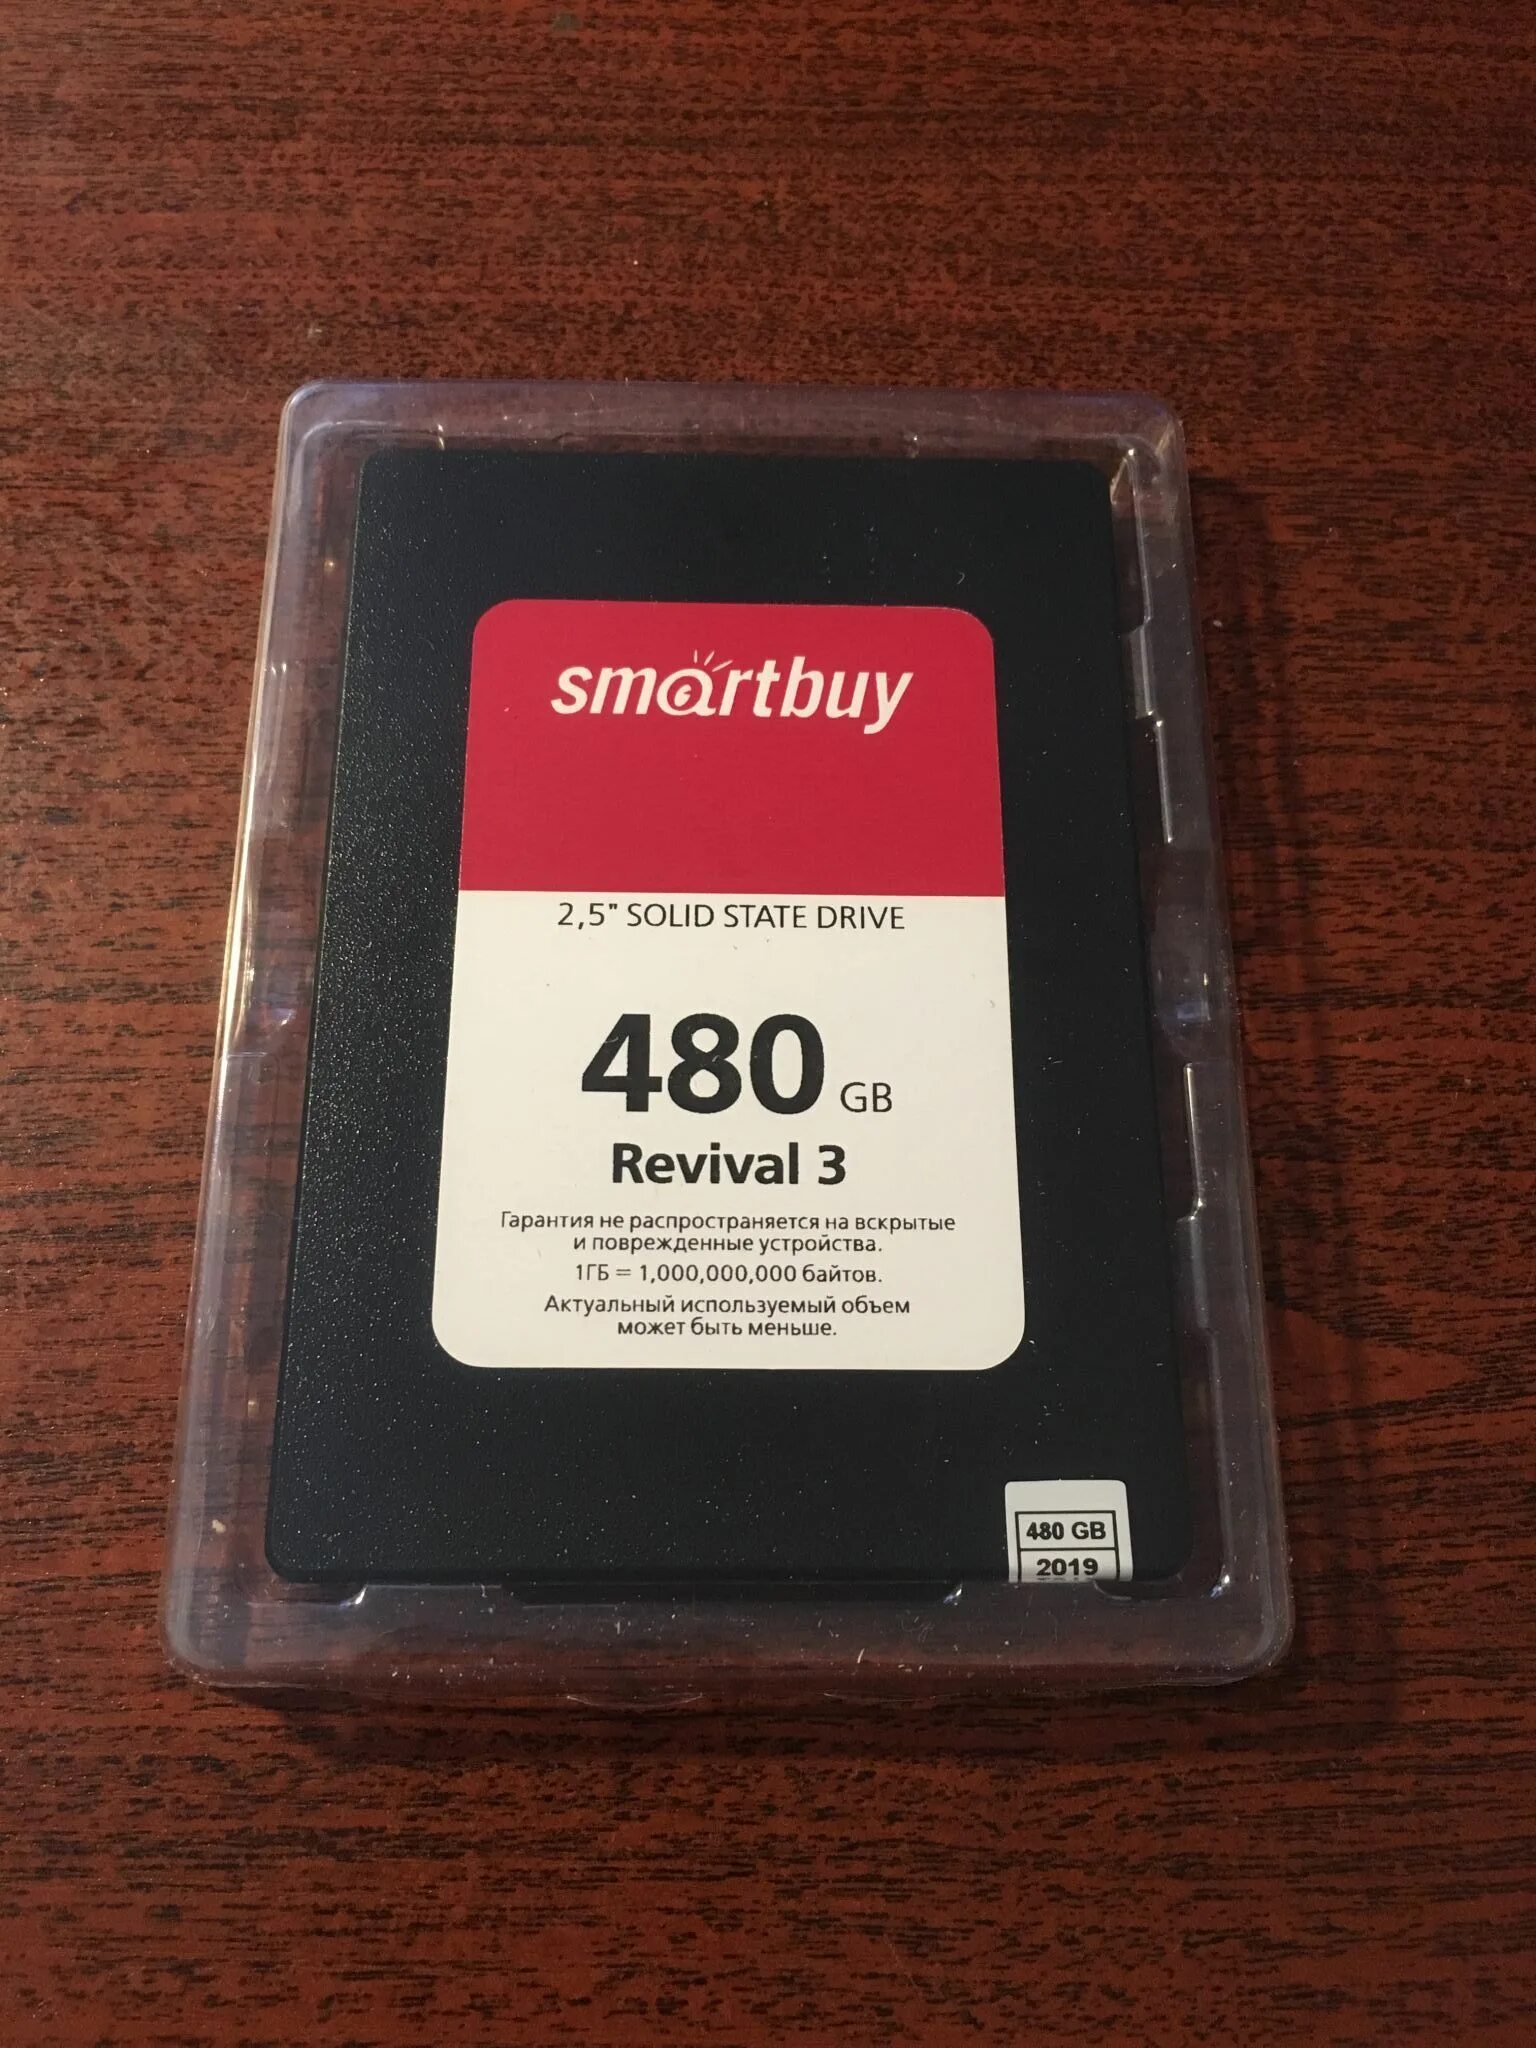 smartbuy
2,5" SOLID STATE DRIVE
480 GB
Revival 3
Гарантия не распространяется на вскрытые
и поврежденные устройства.
1ГБ = 1,000,000,000 байтов.
Актуальный используемый объем
может быть меньше.
480 GB
2019